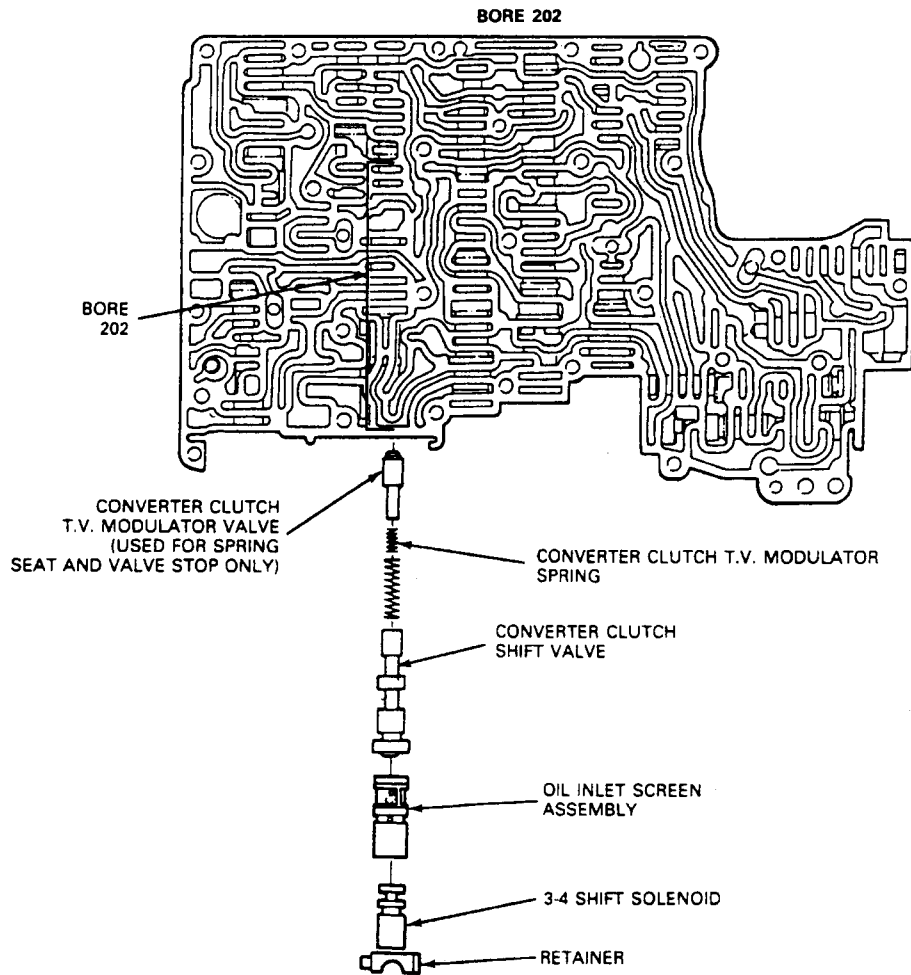 BORE 202
BORE
202
CONVERTER CLUTCH
T.V. MODULATOR VALVE
(USED FOR SPRING
SEAT AND VALVE STOP ONLY)
CONVERTER CLUTCH T.V. MODULATOR
SPRING
CONVERTER CLUTCH
SHIFT VALVE
OIL INLET SCREEN
ASSEMBLY
3-4 SHIFT SOLENOID
RETAINER